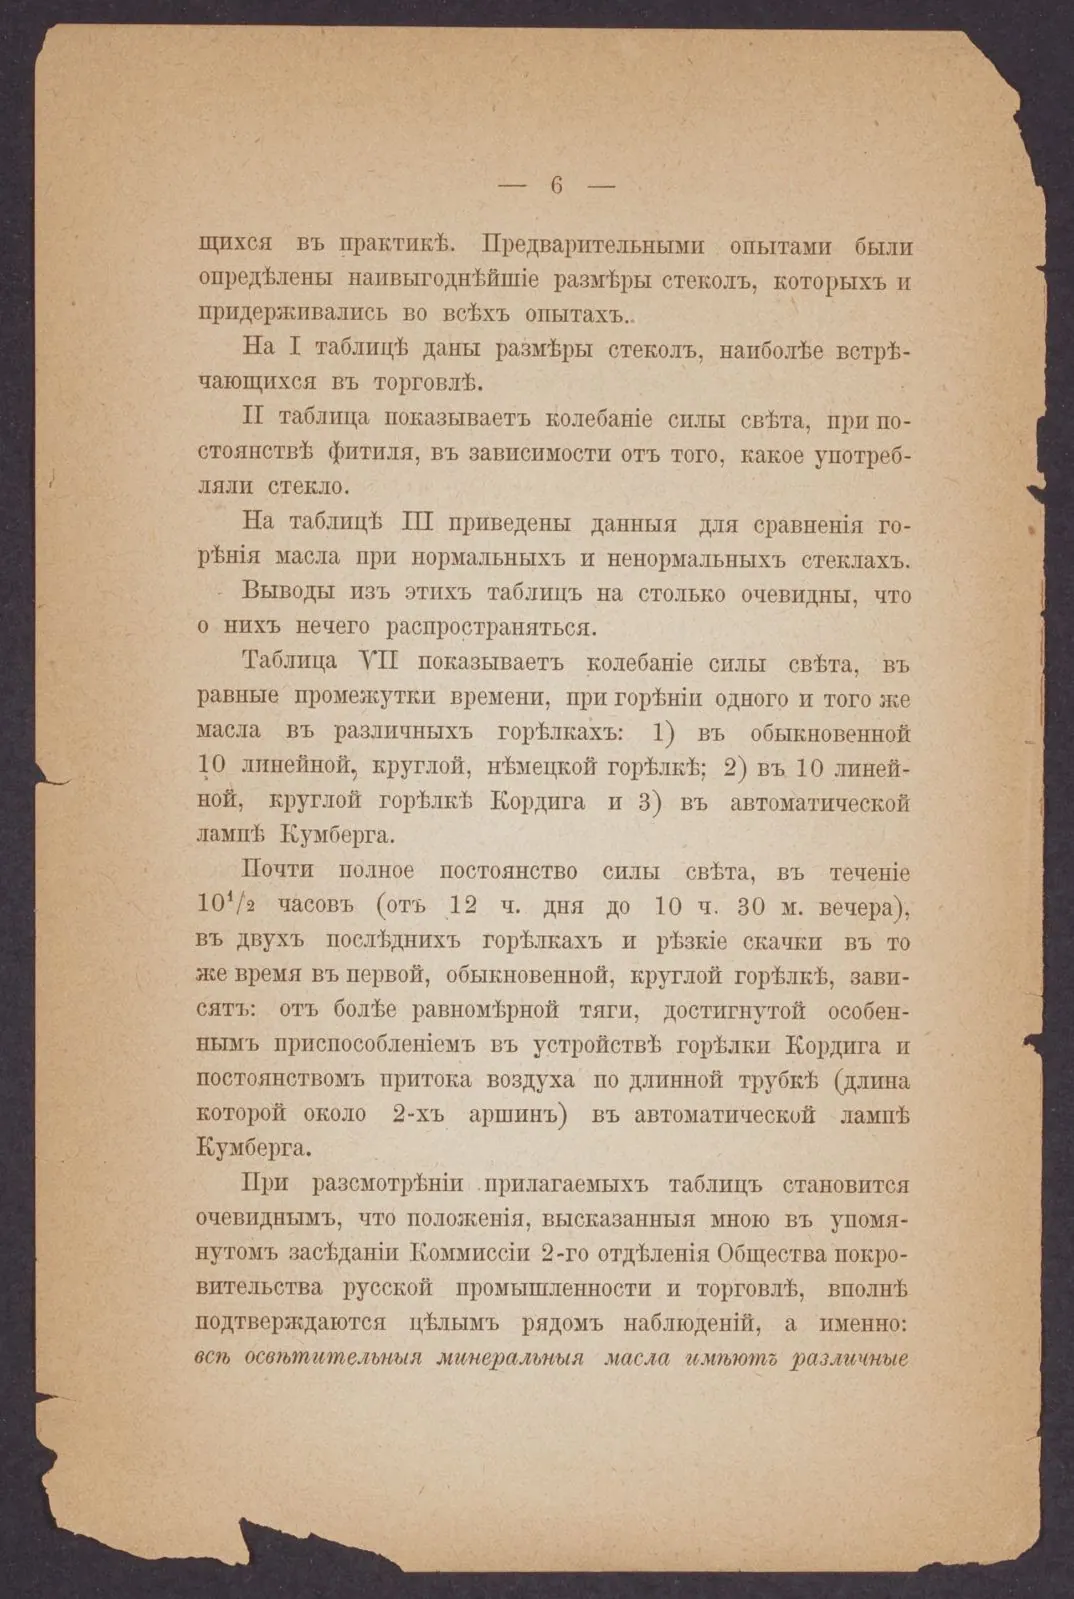 — 6 —
щихся въ практикѣ. Предварительными опытами были
опредѣлены наивыгоднѣйшіе размѣры стеколъ, которыхъ и
придерживались во всѣхъ опытахъ.
На I таблицѣ даны размѣры стеколъ, наиболѣе встрѣ-
чающихся въ торговлѣ.
II таблица показываетъ колебаніе силы свѣта, при по-
стоянствѣ фитиля, въ зависимости отъ того, какое употреб-
ляли стекло.
На таблицѣ III приведены данныя для сравненія го-
рѣнія масла при нормальныхъ и ненормальныхъ стеклахъ.
Выводы изъ этихъ таблицъ на столько очевидны, что
о нихъ нечего распространяться.
Таблица VII показываетъ колебаніе силы свѣта, въ
равные промежутки времени, при горѣніи одного и того же
масла въ различныхъ горѣлкахъ: 1) въ обыкновенной
10 линейной, круглой, нѣмецкой горѣлкѣ; 2) въ 10 линей-
ной, круглой горѣлкѣ Кордига и 3) въ автоматической
лампѣ Кумберга.
Почти полное постоянство силы свѣта, въ теченіе
10¹/₂ часовъ (отъ 12 ч. дня до 10 ч. 30 м. вечера),
въ двухъ послѣднихъ горѣлкахъ и рѣзкіе скачки въ то
же время въ первой, обыкновенной, круглой горѣлкѣ, зави-
сятъ: отъ болѣе равномѣрной тяги, достигнутой особен-
нымъ приспособленіемъ въ устройствѣ горѣлки Кордига и
постоянствомъ притока воздуха по длинной трубкѣ (длина
которой около 2-хъ аршинъ) въ автоматической лампѣ
Кумберга.
При разсмотрѣніи прилагаемыхъ таблицъ становится
очевиднымъ, что положенія, высказанныя мною въ упомя-
нутомъ засѣданіи Коммиссіи 2-го отдѣленія Общества покро-
вительства русской промышленности и торговлѣ, вполнѣ
подтверждаются цѣлымъ рядомъ наблюденій, а именно:
всѣ освѣтительныя минеральныя масла имѣютъ различные